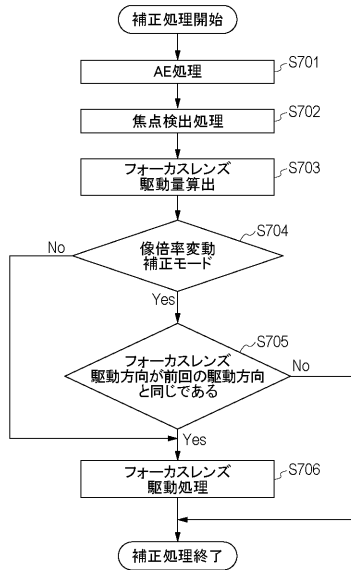 補正処理開始
S701
AE処理
S702
焦点検出処理
S703
フォーカスレンズ
駆動量算出
S704
像倍率変動
補正モード
No
Yes
S705
フォーカスレンズ
駆動方向が前回の駆動方向
と同じである
No
Yes
S706
フォーカスレンズ
駆動処理
補正処理終了